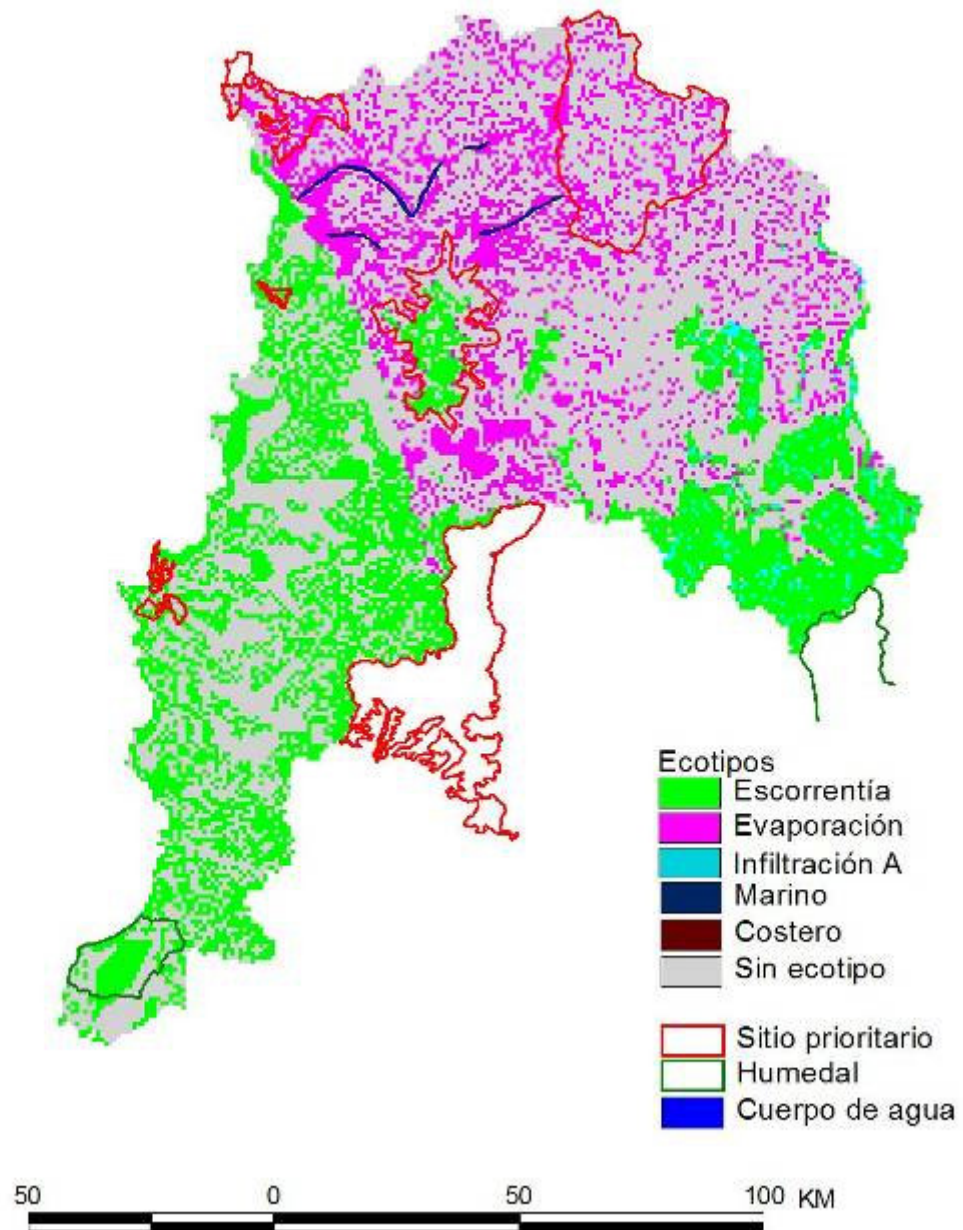 Ecotipos
Escorrentía
Evaporación
Infiltración A
Marino
Costero
Sin ecotipo
Sitio prioritario
Humedal
Cuerpo de agua
50 0 50 100 KM